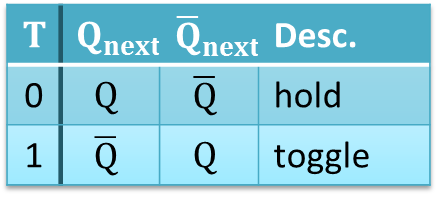 T Qnext Q̅next Desc.
0 Q Q̅ hold
1 Q̅ Q toggle